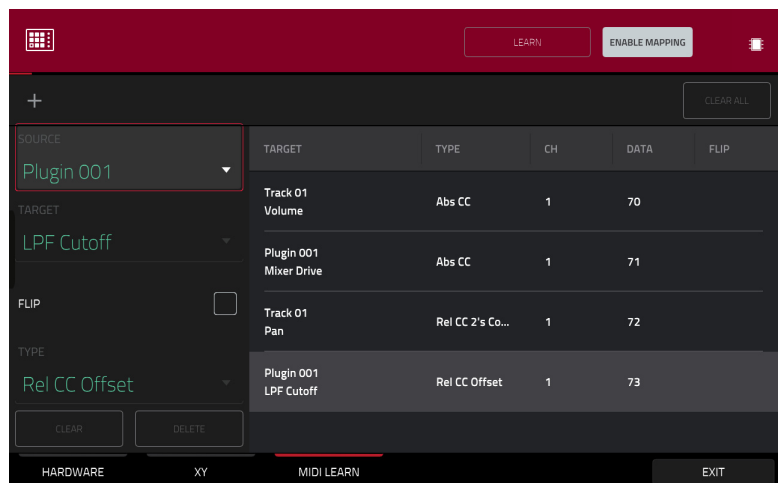 LEARN
ENABLE MAPPING
+
CLEAR ALL
SOURCE
Plugin 001
TARGET
LPF Cutoff
FLIP
TYPE
Rel CC Offset
CLEAR DELETE
TARGET TYPE CH DATA FLIP
Track 01
Volume
Abs CC 1 70
Plugin 001
Mixer Drive
Abs CC 1 71
Track 01
Pan
Rel CC 2's Co... 1 72
Plugin 001
LPF Cutoff
Rel CC Offset 1 73
HARDWARE XY MIDI LEARN EXIT